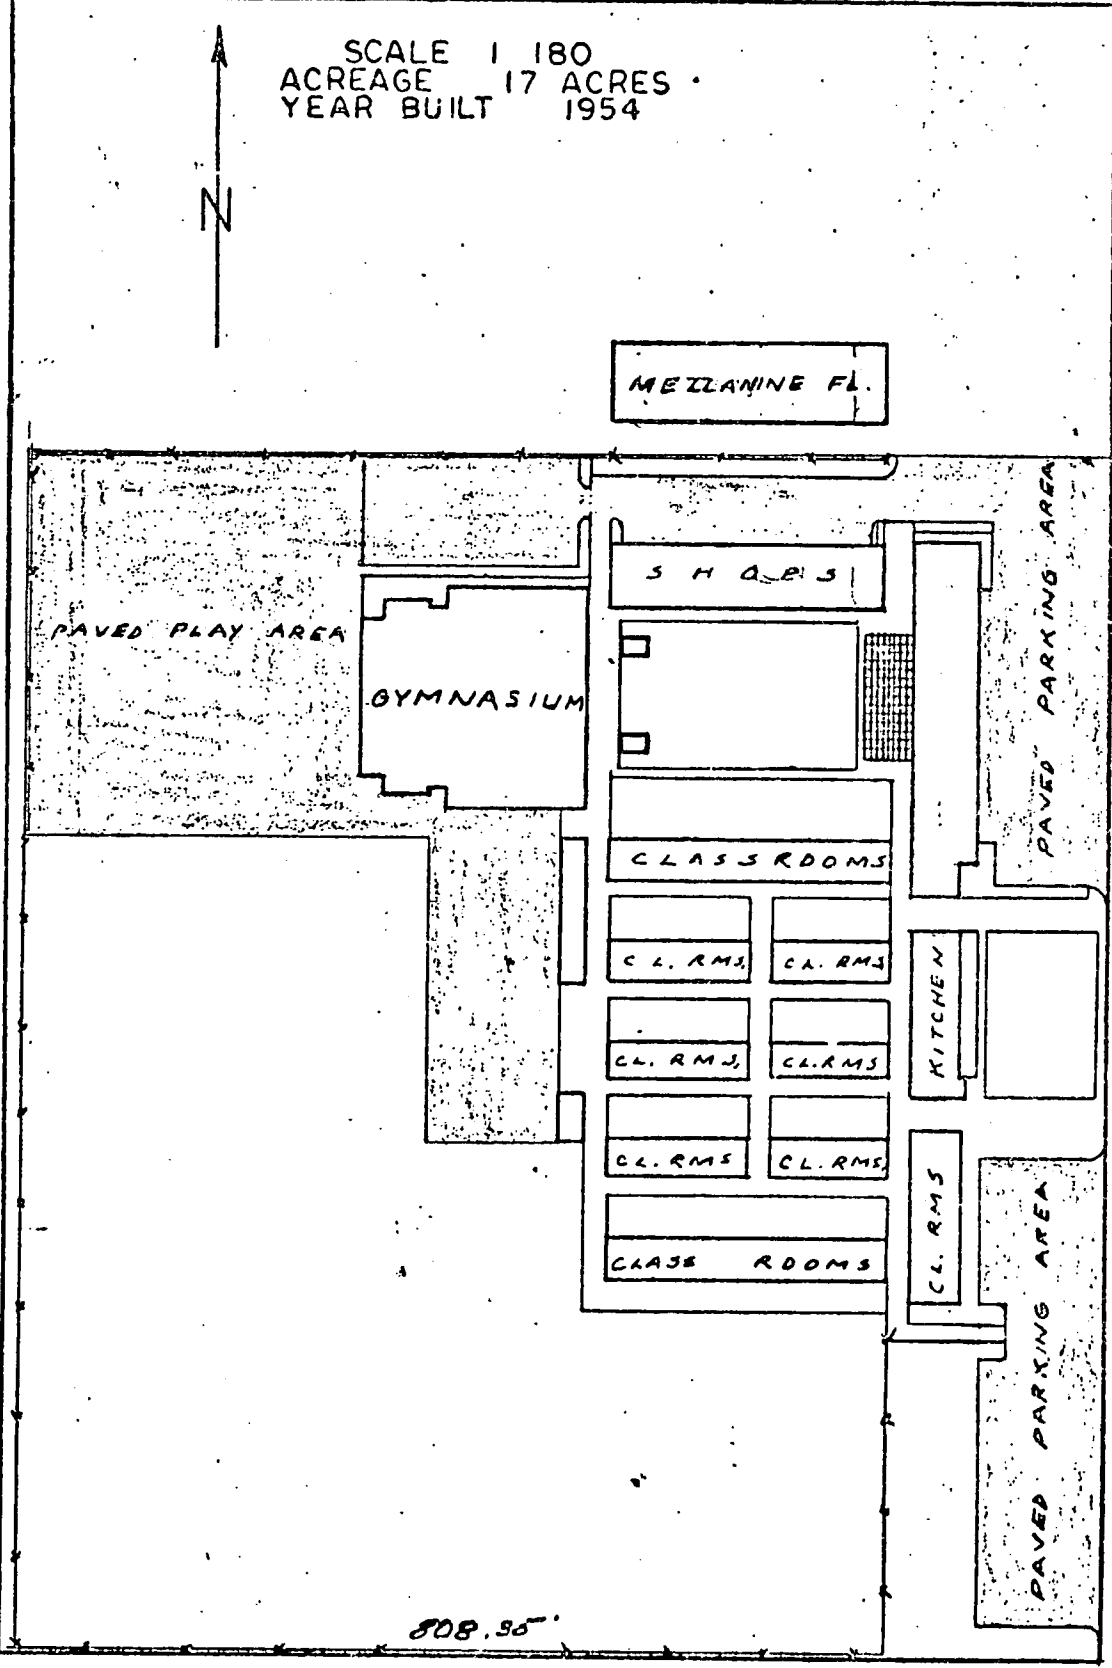 SCALE 1 180
ACREAGE 17 ACRES
YEAR BUILT 1954
N
MEZZANINE FL.
PAVED PARKING AREA
SHOPS
PAVED PLAY AREA
GYMNASIUM
CLASSROOMS
CL. RMS.
CL. RMS
KITCHEN
CL. RMS.
CL. RMS
CL. RMS
CL. RMS.
CL. RMS
CLASS ROOMS
PAVED PARKING AREA